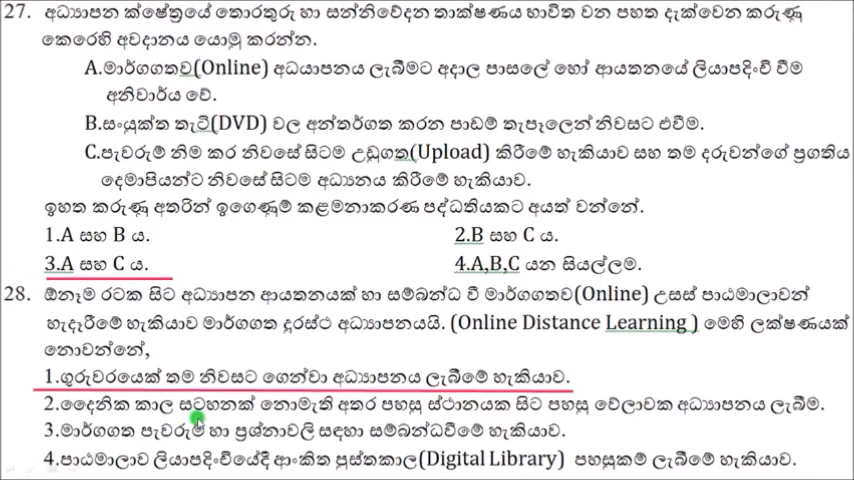 27. අධ්‍යාපන ක්ෂේත්‍රයේ තොරතුරු හා සන්නිවේදන තාක්ෂණය භාවිත වන පහත දැක්වෙන කරුණු
කෙරෙහි අවදානය යොමු කරන්න.
A.මාර්ගගතව(Online) අධයාපනය ලැබීමට අදාල පාසලේ හෝ ආයතනයේ ලියාපදිංචි වීම
අනිවාර්ය වේ.
B.සංයුක්ත තැටි(DVD) වල අන්තර්ගත කරන පාඩම් තැපෑලෙන් නිවසට එවීම.
C.පැවරුම් නිම කර නිවසේ සිටම උඩුගත(Upload) කිරීමේ හැකියාව සහ තම දරුවන්ගේ ප්‍රගතිය
දෙමාපියන්ට නිවසේ සිටම අධ්‍යනය කිරීමේ හැකියාව.
ඉහත කරුණු අතරින් ඉගෙණුම් කළමනාකරණ පද්ධතියකට අයත් වන්නේ.
1.A සහ B ය. 2.B සහ C ය.
3.A සහ C ය. 4.A,B,C යන සියල්ලම.
28. ඕනෑම රටක සිට අධ්‍යාපන ආයතනයක් හා සම්බන්ධ වී මාර්ගගතව(Online) උසස් පාඨමාලාවන්
හැදෑරීමේ හැකියාව මාර්ගගත දුරස්ථ අධ්‍යාපනයයි. (Online Distance Learning ) මෙහි ලක්ෂණයක්
නොවන්නේ,
1.ගුරුවරයෙක් තම නිවසට ගෙන්වා අධ්‍යාපනය ලැබීමේ හැකියාව.
2.දෛනික කාල සටහනක් නොමැති අතර පහසු ස්ථානයක සිට පහසු වේලාවක අධ්‍යාපනය ලැබීම.
3.මාර්ගගත පැවරුම් හා ප්‍රශ්නාවලි සඳහා සම්බන්ධවීමේ හැකියාව.
4.පාඨමාලාව ලියාපදිංචියේදී ආංකිත පුස්තකාල(Digital Library) පහසුකම් ලැබීමේ හැකියාව.